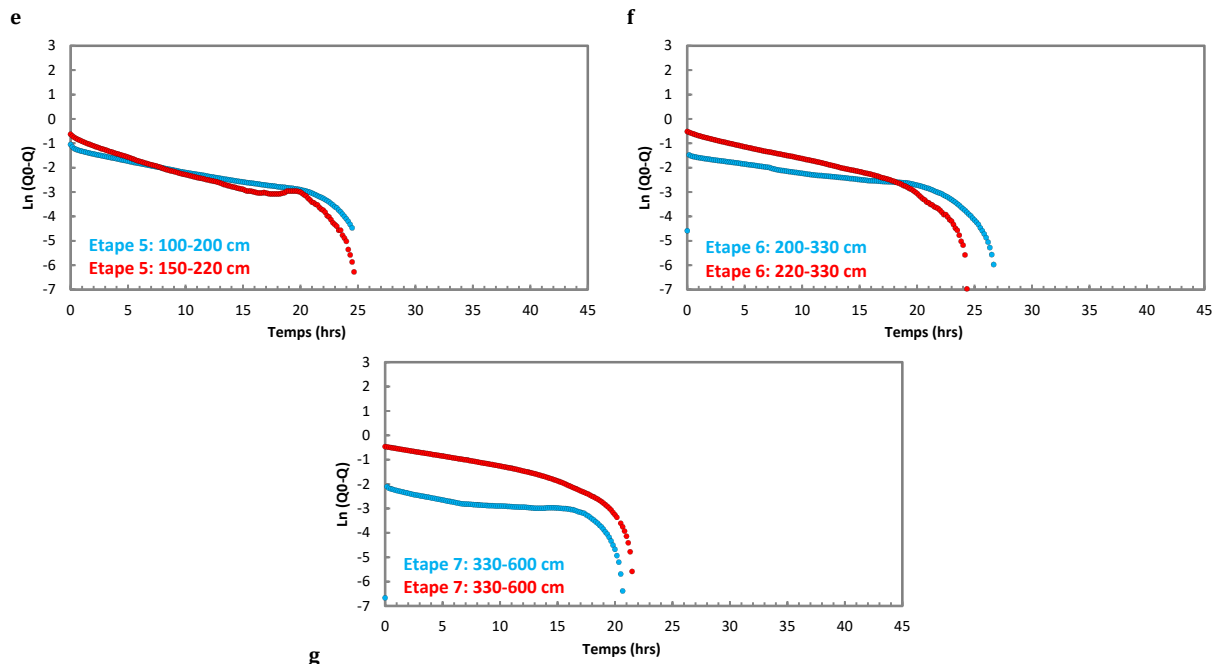 e
3
2
1
0
-1
-2
-3
-4
-5
-6
-7
Ln (Q0-Q)
Etape 5: 100-200 cm
Etape 5: 150-220 cm
0 5 10 15 20 25 30 35 40 45
Temps (hrs)
f
3
2
1
0
-1
-2
-3
-4
-5
-6
-7
Ln (Q0-Q)
Etape 6: 200-330 cm
Etape 6: 220-330 cm
0 5 10 15 20 25 30 35 40 45
Temps (hrs)
3
2
1
0
-1
-2
-3
-4
-5
-6
-7
Ln (Q0-Q)
Etape 7: 330-600 cm
Etape 7: 330-600 cm
0 5 10 15 20 25 30 35 40 45
Temps (hrs)
g